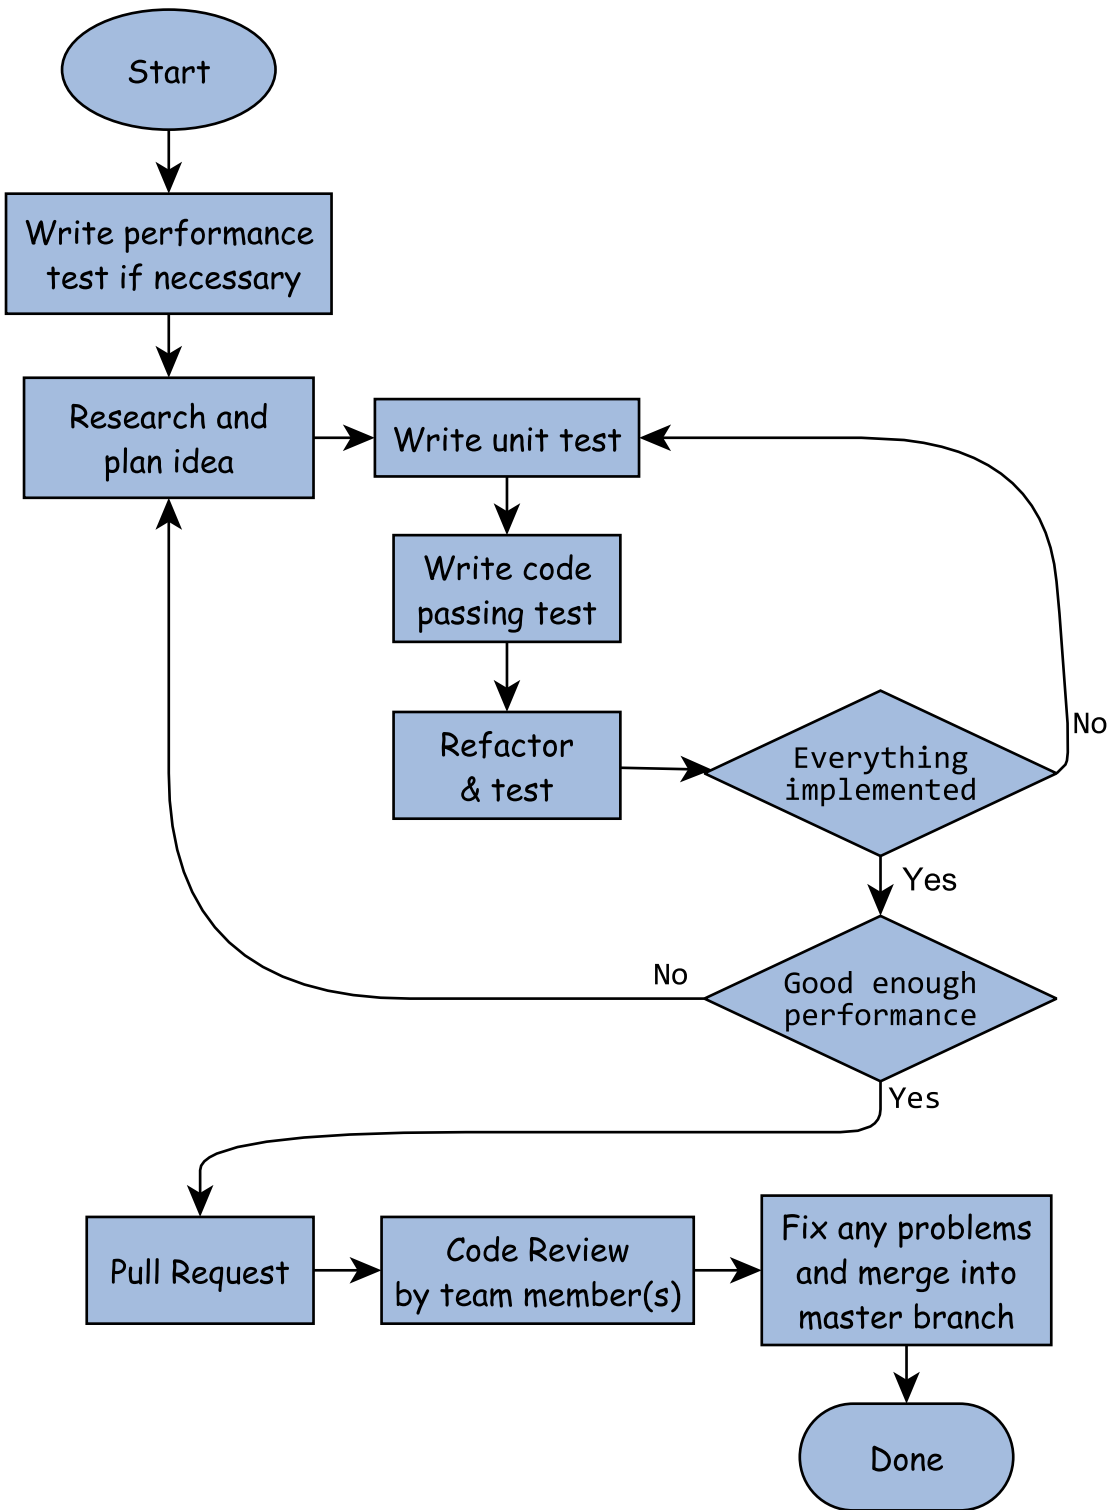 Start
Write performance
test if necessary
Research and
plan idea
Write unit test
Write code
passing test
Refactor
& test
Everything
implemented
No
Yes
Good enough
performance
No
Yes
Pull Request
Code Review
by team member(s)
Fix any problems
and merge into
master branch
Done